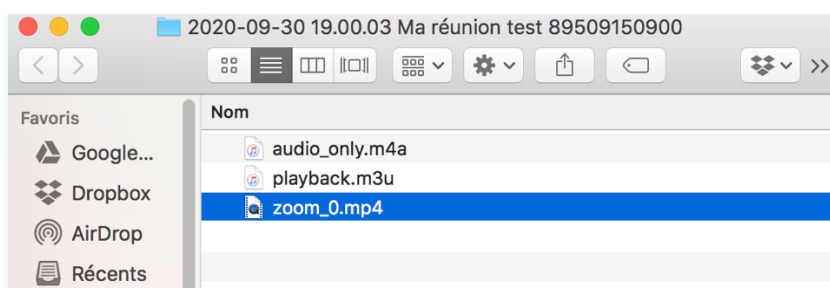 2020-09-30 19.00.03 Ma réunion test 89509150900
Favoris
Google...
Dropbox
AirDrop
Récents
Nom
audio_only.m4a
playback.m3u
zoom_0.mp4